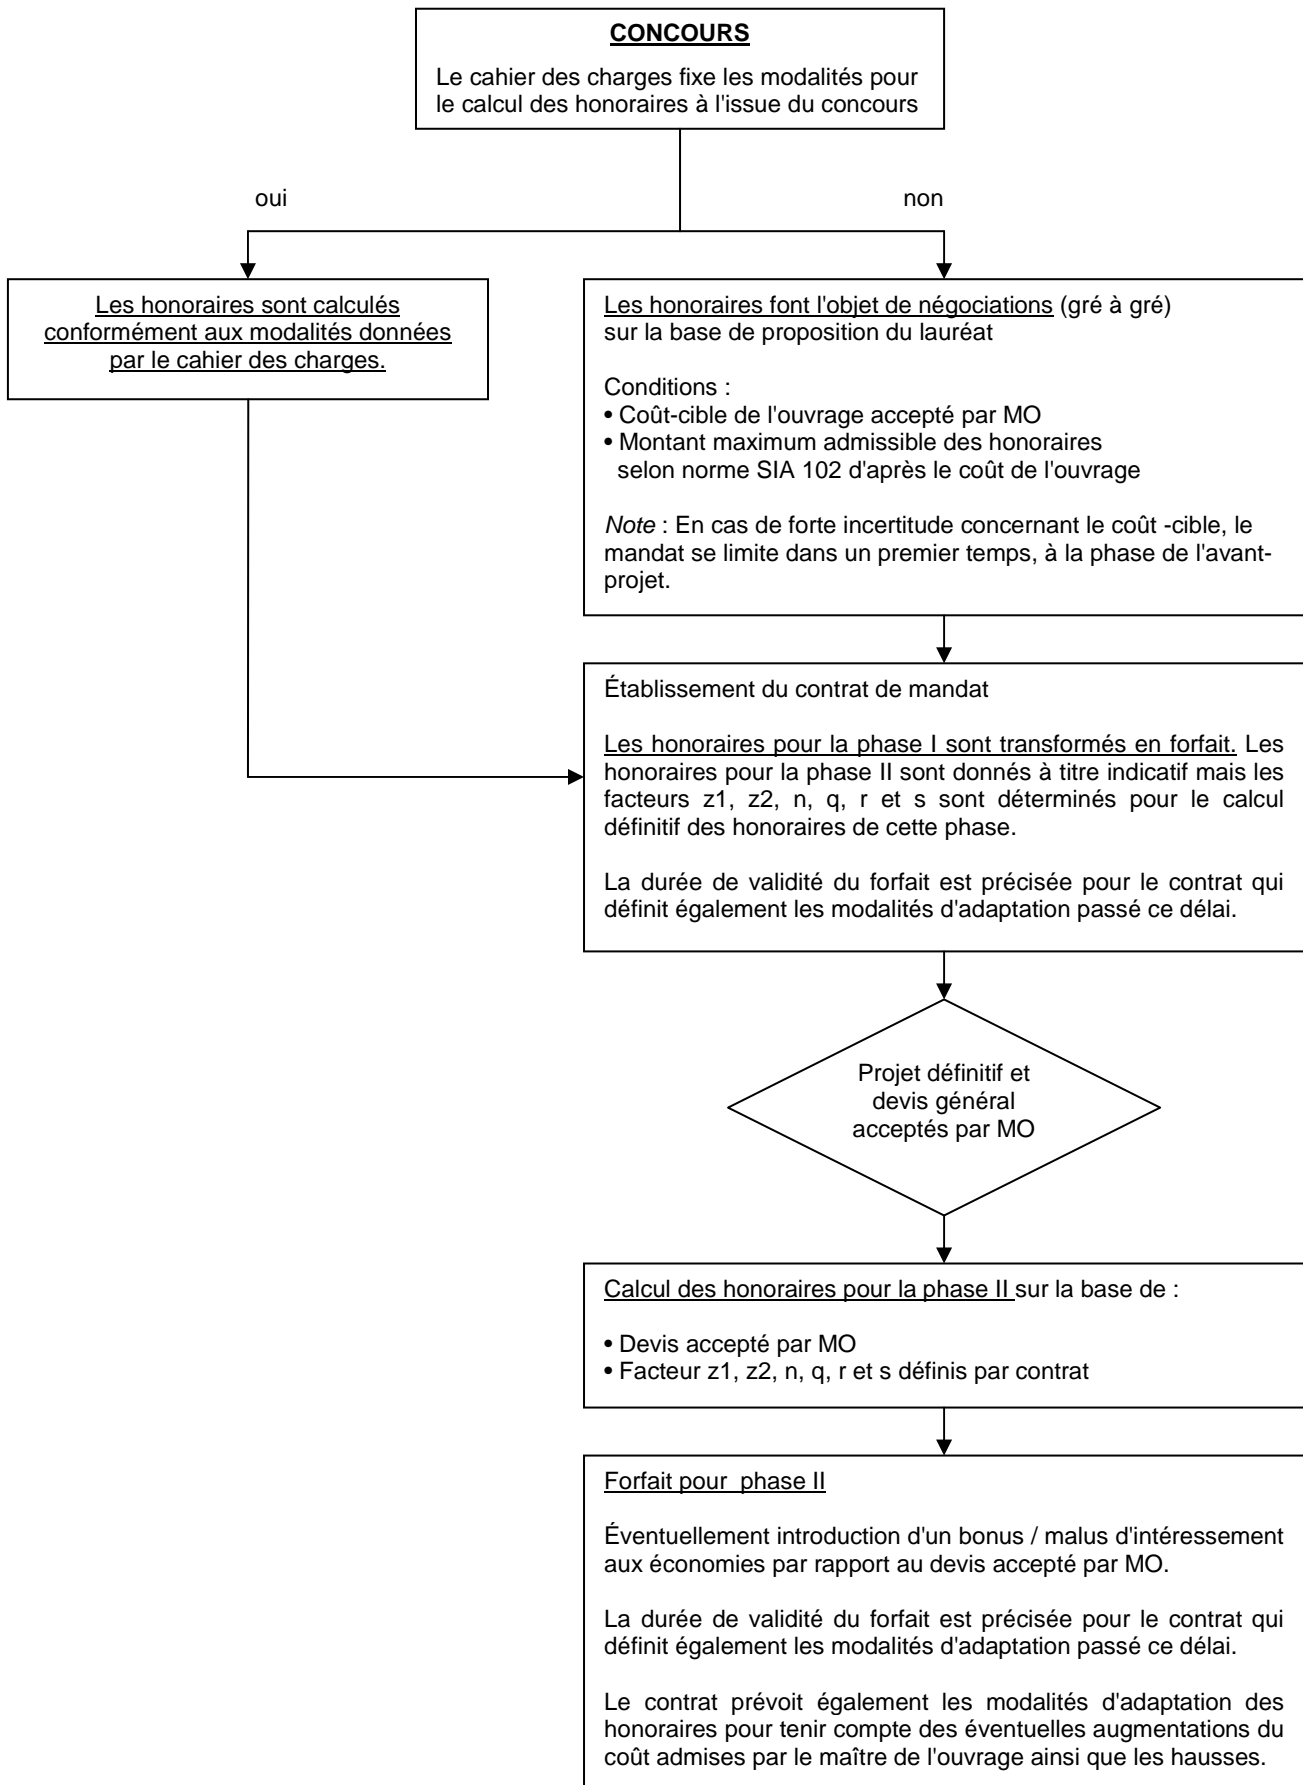 CONCOURS
Le cahier des charges fixe les modalités pour
le calcul des honoraires à l'issue du concours
oui
non
Les honoraires sont calculés
conformément aux modalités données
par le cahier des charges.
Les honoraires font l'objet de négociations (gré à gré)
sur la base de proposition du lauréat
Conditions :
• Coût-cible de l'ouvrage accepté par MO
• Montant maximum admissible des honoraires
selon norme SIA 102 d'après le coût de l'ouvrage
Note : En cas de forte incertitude concernant le coût -cible, le
mandat se limite dans un premier temps, à la phase de l'avant-
projet.
Établissement du contrat de mandat
Les honoraires pour la phase I sont transformés en forfait. Les
honoraires pour la phase II sont donnés à titre indicatif mais les
facteurs z1, z2, n, q, r et s sont déterminés pour le calcul
définitif des honoraires de cette phase.
La durée de validité du forfait est précisée pour le contrat qui
définit également les modalités d'adaptation passé ce délai.
Projet définitif et
devis général
acceptés par MO
Calcul des honoraires pour la phase II sur la base de :
• Devis accepté par MO
• Facteur z1, z2, n, q, r et s définis par contrat
Forfait pour phase II
Éventuellement introduction d'un bonus / malus d'intéressement
aux économies par rapport au devis accepté par MO.
La durée de validité du forfait est précisée pour le contrat qui
définit également les modalités d'adaptation passé ce délai.
Le contrat prévoit également les modalités d'adaptation des
honoraires pour tenir compte des éventuelles augmentations du
coût admises par le maître de l'ouvrage ainsi que les hausses.